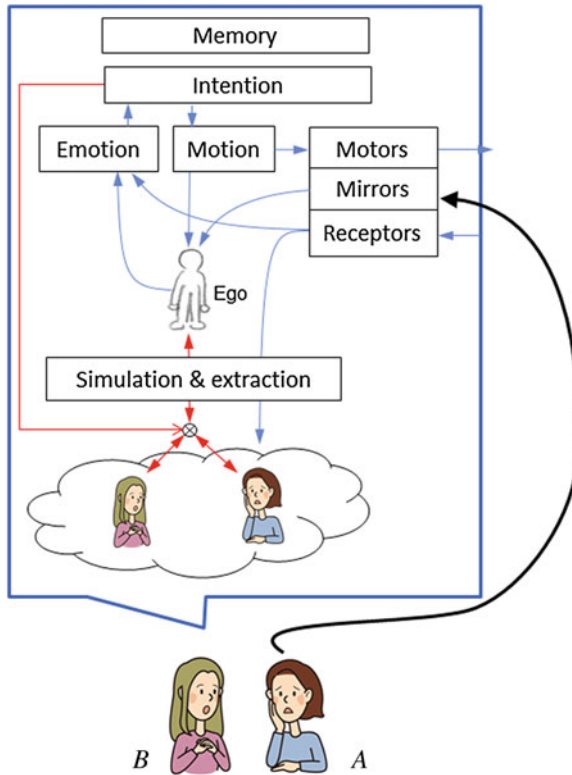 Memory
Intention
Emotion
Motion
Motors
Mirrors
Receptors
Ego
Simulation & extraction
B
A